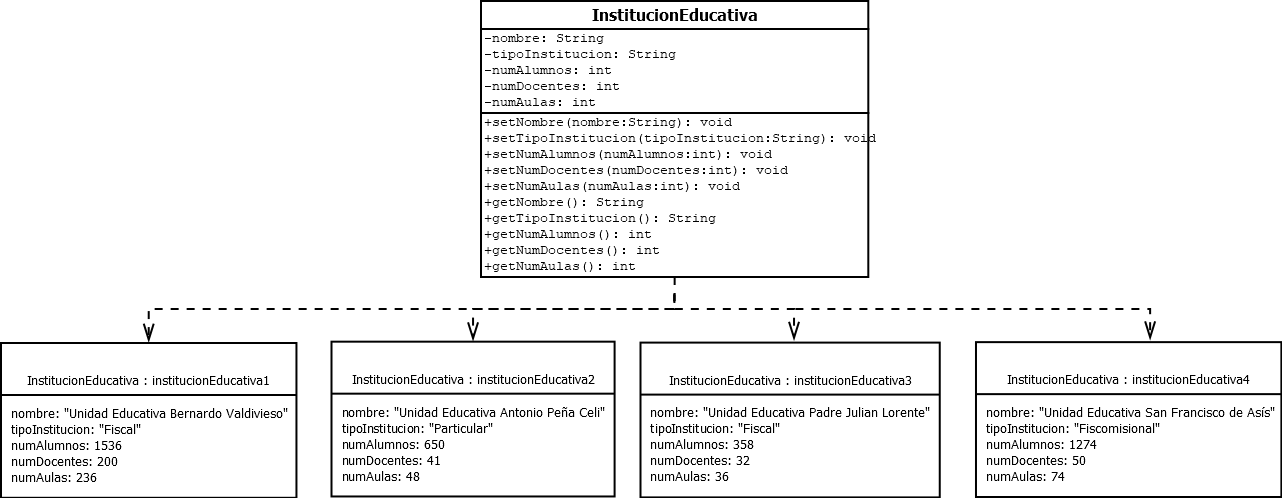 InstitucionEducativa
-nombre: String
-tipoInstitucion: String
-numAlumnos: int
-numDocentes: int
-numAulas: int
+setNombre(nombre:String): void
+setTipoInstitucion(tipoInstitucion:String): void
+setNumAlumnos(numAlumnos:int): void
+setNumDocentes(numDocentes:int): void
+setNumAulas(numAulas:int): void
+getNombre(): String
+getTipoInstitucion(): String
+getNumAlumnos(): int
+getNumDocentes(): int
+getNumAulas(): int
InstitucionEducativa : institucionEducativa1
nombre: "Unidad Educativa Bernardo Valdivieso"
tipoInstitucion: "Fiscal"
numAlumnos: 1536
numDocentes: 200
numAulas: 236
InstitucionEducativa : institucionEducativa2
nombre: "Unidad Educativa Antonio Peña Celi"
tipoInstitucion: "Particular"
numAlumnos: 650
numDocentes: 41
numAulas: 48
InstitucionEducativa : institucionEducativa3
nombre: "Unidad Educativa Padre Julian Lorente"
tipoInstitucion: "Fiscal"
numAlumnos: 358
numDocentes: 32
numAulas: 36
InstitucionEducativa : institucionEducativa4
nombre: "Unidad Educativa San Francisco de Asís"
tipoInstitucion: "Fiscomisional"
numAlumnos: 1274
numDocentes: 50
numAulas: 74